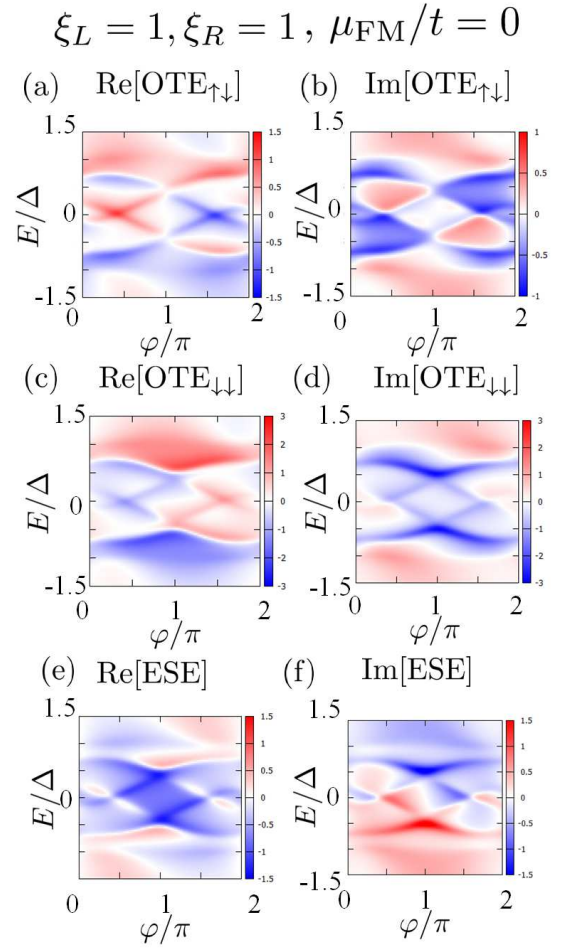 ξ_L = 1, ξ_R = 1 , μ_FM/t = 0
(a) Re[OTE↑↓] (b) Im[OTE↑↓]
1.5 1.5 1.5 1
1 0.5
0.5
E/Δ 0 0 E/Δ 0 0
-0.5
-1 -0.5
-1.5 -1.5 -1.5 -1
0 1 2 0 1 2
φ/π φ/π
(c) Re[OTE↓↓] (d) Im[OTE↓↓]
1.5 3 1.5 3
2 2
1 1
E/Δ 0 0 E/Δ 0 0
-1 -1
-2 -2
-1.5 -3 -1.5 -3
0 1 2 0 1 2
φ/π φ/π
(e) Re[ESE] (f) Im[ESE]
1.5 1.5 1.5 1.5
1 1
0.5 0.5
E/Δ 0 0 E/Δ 0 0
-0.5 -0.5
-1 -1
-1.5 -1.5 -1.5 -1.5
0 1 2 0 1 2
φ/π φ/π